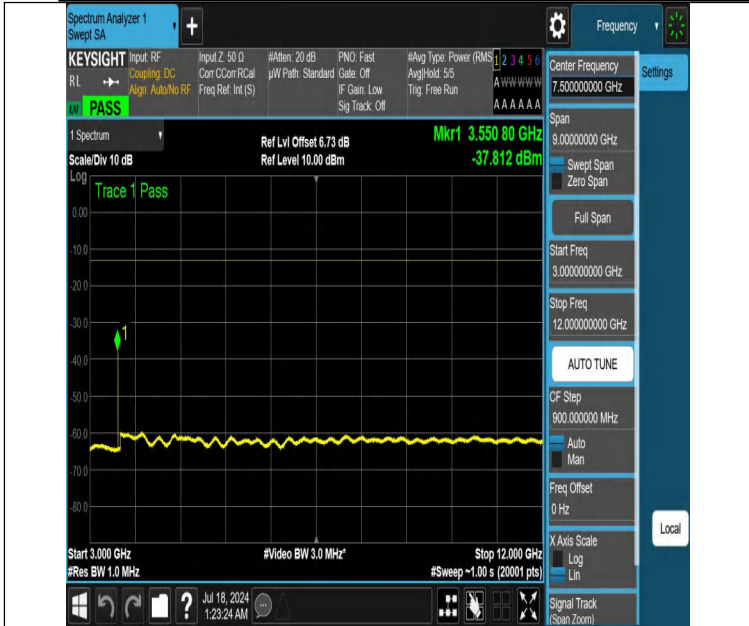 Spectrum Analyzer 1
Swept SA
Frequency
KEYSIGHT
RL
PASS
Input: RF
Coupling: DC
Align: Auto/No RF
Input Z: 50 Ω
Corr CCorr RCal
Freq Ref: Int (S)
#Atten: 20 dB
µW Path: Standard
PNO: Fast
Gate: Off
IF Gain: Low
Sig Track: Off
#Avg Type: Power (RMS
Avg|Hold: 5/5
Trig: Free Run
1 2 3 4 5 6
A W W W W W
A A A A A A
1 Spectrum
Scale/Div 10 dB
Log
Ref Lvl Offset 6.73 dB
Ref Level 10.00 dBm
Mkr1 3.550 80 GHz
-37.812 dBm
Trace 1 Pass
0.00
-10.0
-20.0
-30.0
-40.0
-50.0
-60.0
-70.0
-80.0
1
Start 3.000 GHz
#Res BW 1.0 MHz
#Video BW 3.0 MHz*
Stop 12.000 GHz
#Sweep ~1.00 s (20001 pts)
Jul 18, 2024
1:23:24 AM
Center Frequency
7.500000000 GHz
Settings
Span
9.00000000 GHz
Swept Span
Zero Span
Full Span
Start Freq
3.000000000 GHz
Stop Freq
12.000000000 GHz
AUTO TUNE
CF Step
900.000000 MHz
Auto
Man
Freq Offset
0 Hz
X Axis Scale
Log
Lin
Local
Signal Track
(Span Zoom)